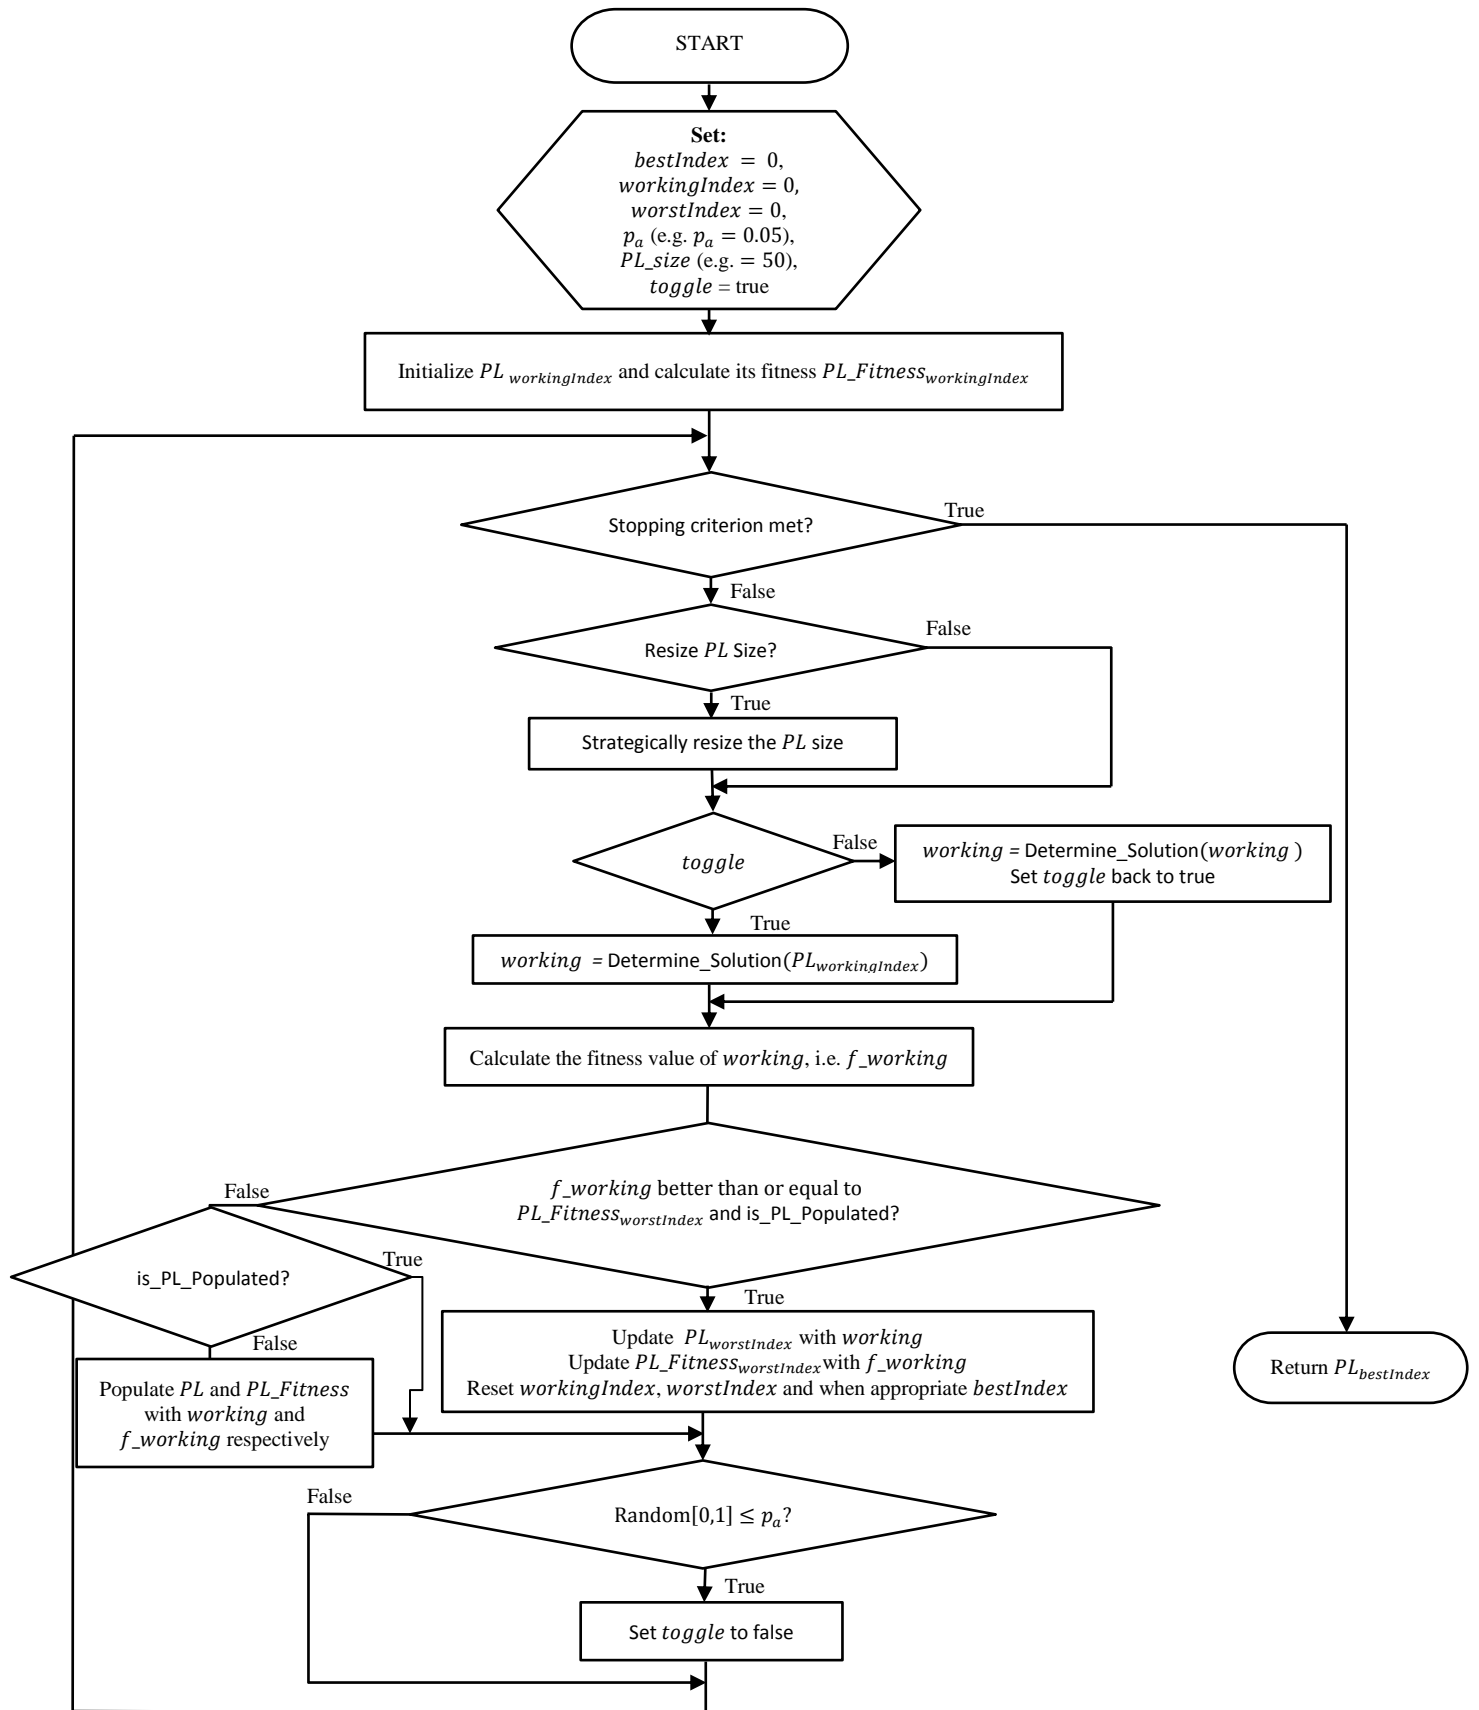 START
Set:
bestIndex = 0,
workingIndex = 0,
worstIndex = 0,
p_a (e.g. p_a = 0.05),
PL_size (e.g. = 50),
toggle = true
Initialize PL_workingIndex and calculate its fitness PL_Fitness_workingIndex
Stopping criterion met?
True
False
Resize PL Size?
False
True
Strategically resize the PL size
toggle
False
working = Determine_Solution(working )
Set toggle back to true
True
working = Determine_Solution(PL_workingIndex)
Calculate the fitness value of working, i.e. f_working
f_working better than or equal to
PL_Fitness_worstIndex and is_PL_Populated?
False
is_PL_Populated?
True
False
Populate PL and PL_Fitness
with working and
f_working respectively
True
Update PL_worstIndex with working
Update PL_Fitness_worstIndex with f_working
Reset workingIndex, worstIndex and when appropriate bestIndex
Return PL_bestIndex
Random[0,1] ≤ p_a?
False
True
Set toggle to false